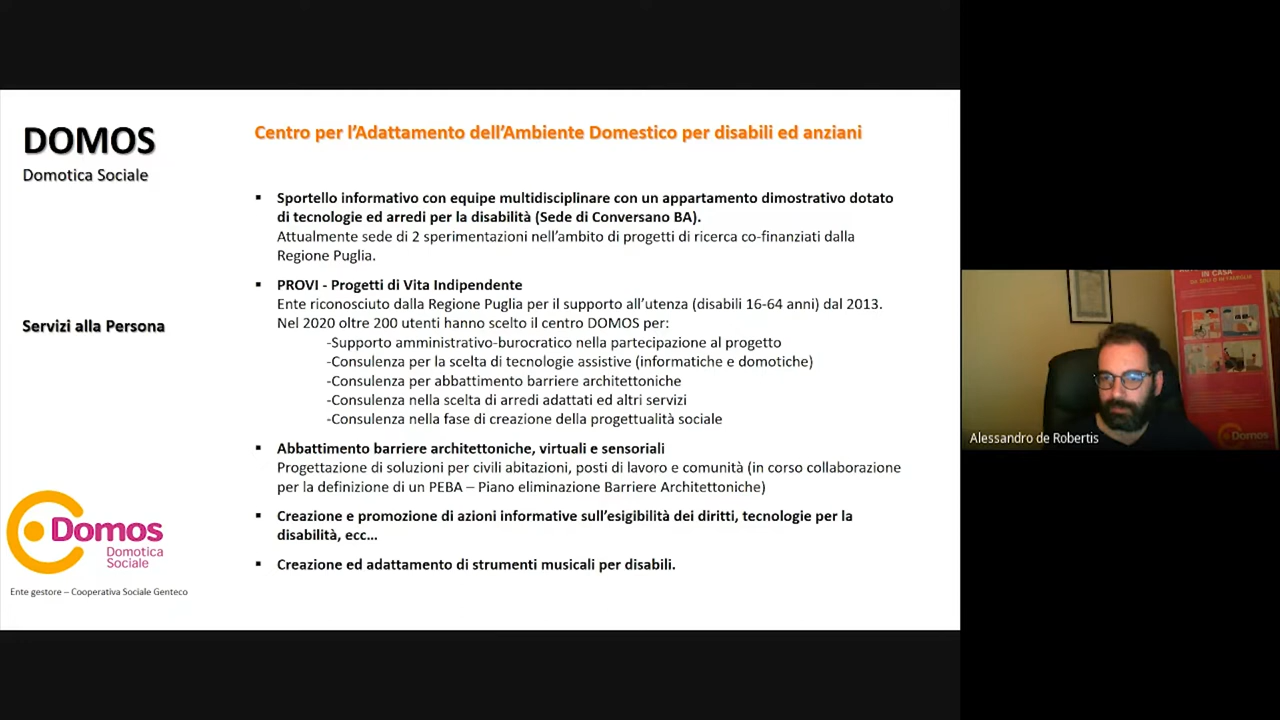 DOMOS
Domotica Sociale
Servizi alla Persona
Domos
Domotica
Sociale
Ente gestore – Cooperativa Sociale Genteco
Centro per l'Adattamento dell'Ambiente Domestico per disabili ed anziani
▪ Sportello informativo con equipe multidisciplinare con un appartamento dimostrativo dotato
di tecnologie ed arredi per la disabilità (Sede di Conversano BA).
Attualmente sede di 2 sperimentazioni nell'ambito di progetti di ricerca co-finanziati dalla
Regione Puglia.
▪ PROVI - Progetti di Vita Indipendente
Ente riconosciuto dalla Regione Puglia per il supporto all'utenza (disabili 16-64 anni) dal 2013.
Nel 2020 oltre 200 utenti hanno scelto il centro DOMOS per:
-Supporto amministrativo-burocratico nella partecipazione al progetto
-Consulenza per la scelta di tecnologie assistive (informatiche e domotiche)
-Consulenza per abbattimento barriere architettoniche
-Consulenza nella scelta di arredi adattati ed altri servizi
-Consulenza nella fase di creazione della progettualità sociale
▪ Abbattimento barriere architettoniche, virtuali e sensoriali
Progettazione di soluzioni per civili abitazioni, posti di lavoro e comunità (in corso collaborazione
per la definizione di un PEBA – Piano eliminazione Barriere Architettoniche)
▪ Creazione e promozione di azioni informative sull'esigibilità dei diritti, tecnologie per la
disabilità, ecc...
▪ Creazione ed adattamento di strumenti musicali per disabili.
IN CASA
Domos
Alessandro de Robertis